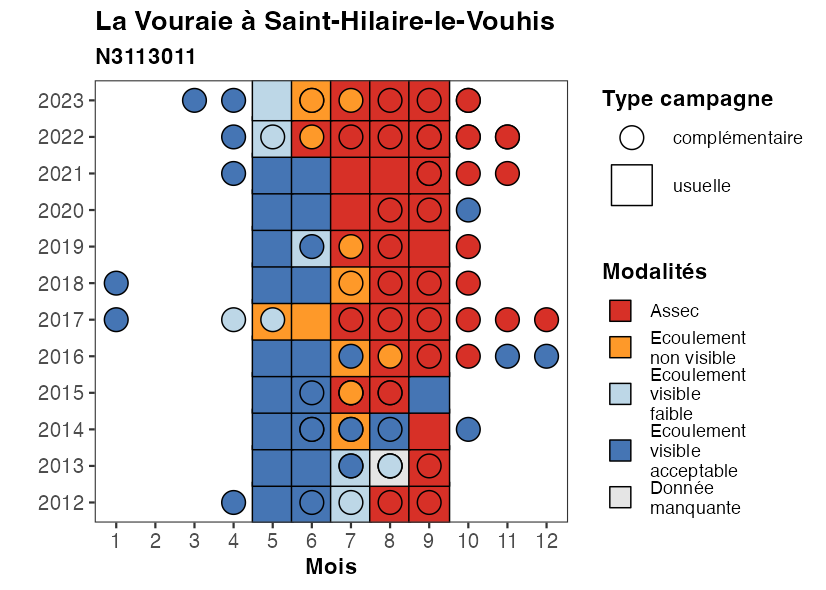 La Vouraie à Saint-Hilaire-le-Vouhis
N3113011
2023
2022
2021
2020
2019
2018
2017
2016
2015
2014
2013
2012
1 2 3 4 5 6 7 8 9 10 11 12
Mois
Type campagne
complémentaire
usuelle
Modalités
Assec
Ecoulement
non visible
Ecoulement
visible
faible
Ecoulement
visible
acceptable
Donnée
manquante